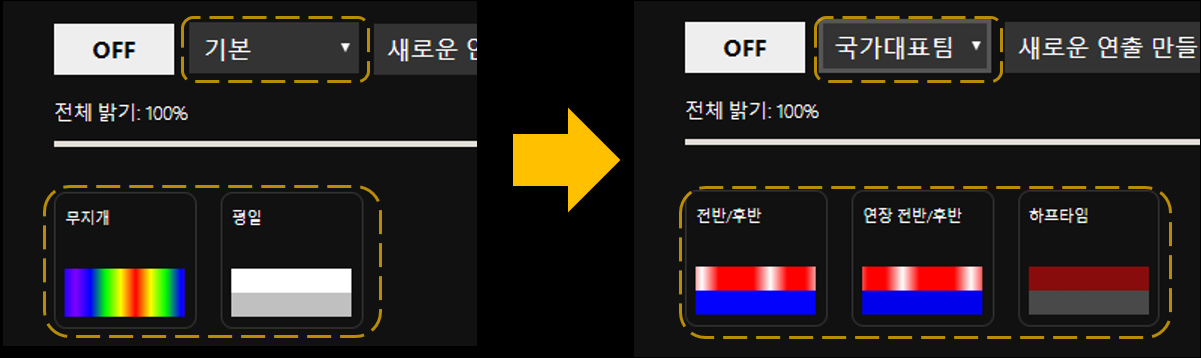 OFF 기본 ▼ 새로운
전체 밝기: 100%
무지개 평일
OFF 국가대표팀 ▼ 새로운 연출 만들
전체 밝기: 100%
전반/후반 연장 전반/후반 하프타임